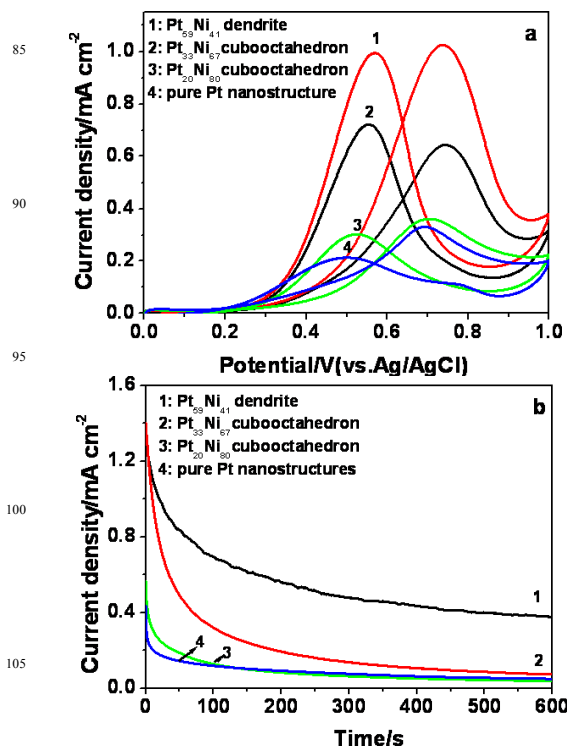 85
90
95
100
105
a
1: Pt59Ni41 dendrite
2: Pt33Ni67 cubooctahedron
3: Pt20Ni80 cubooctahedron
4: pure Pt nanostructure
1
2
3
4
Current density/mA cm-2
1.0
0.8
0.6
0.4
0.2
0.0
0.0 0.2 0.4 0.6 0.8 1.0
Potential/V(vs.Ag/AgCl)
b
1: Pt59Ni41 dendrite
2: Pt33Ni67 cubooctahedron
3: Pt20Ni80 cubooctahedron
4: pure Pt nanostructures
1
2
4
3
Current density/mA cm-2
1.6
1.2
0.8
0.4
0.0
0 100 200 300 400 500 600
Time/s